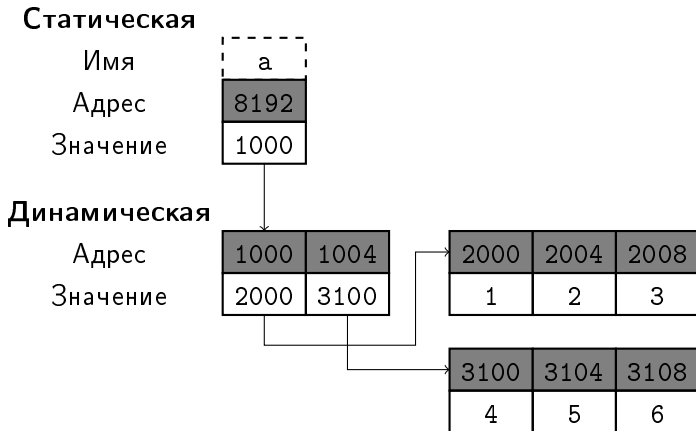 Статическая
Имя a
Адрес 8192
Значение 1000
Динамическая
Адрес 1000 1004 2000 2004 2008
Значение 2000 3100 1 2 3
3100 3104 3108
4 5 6